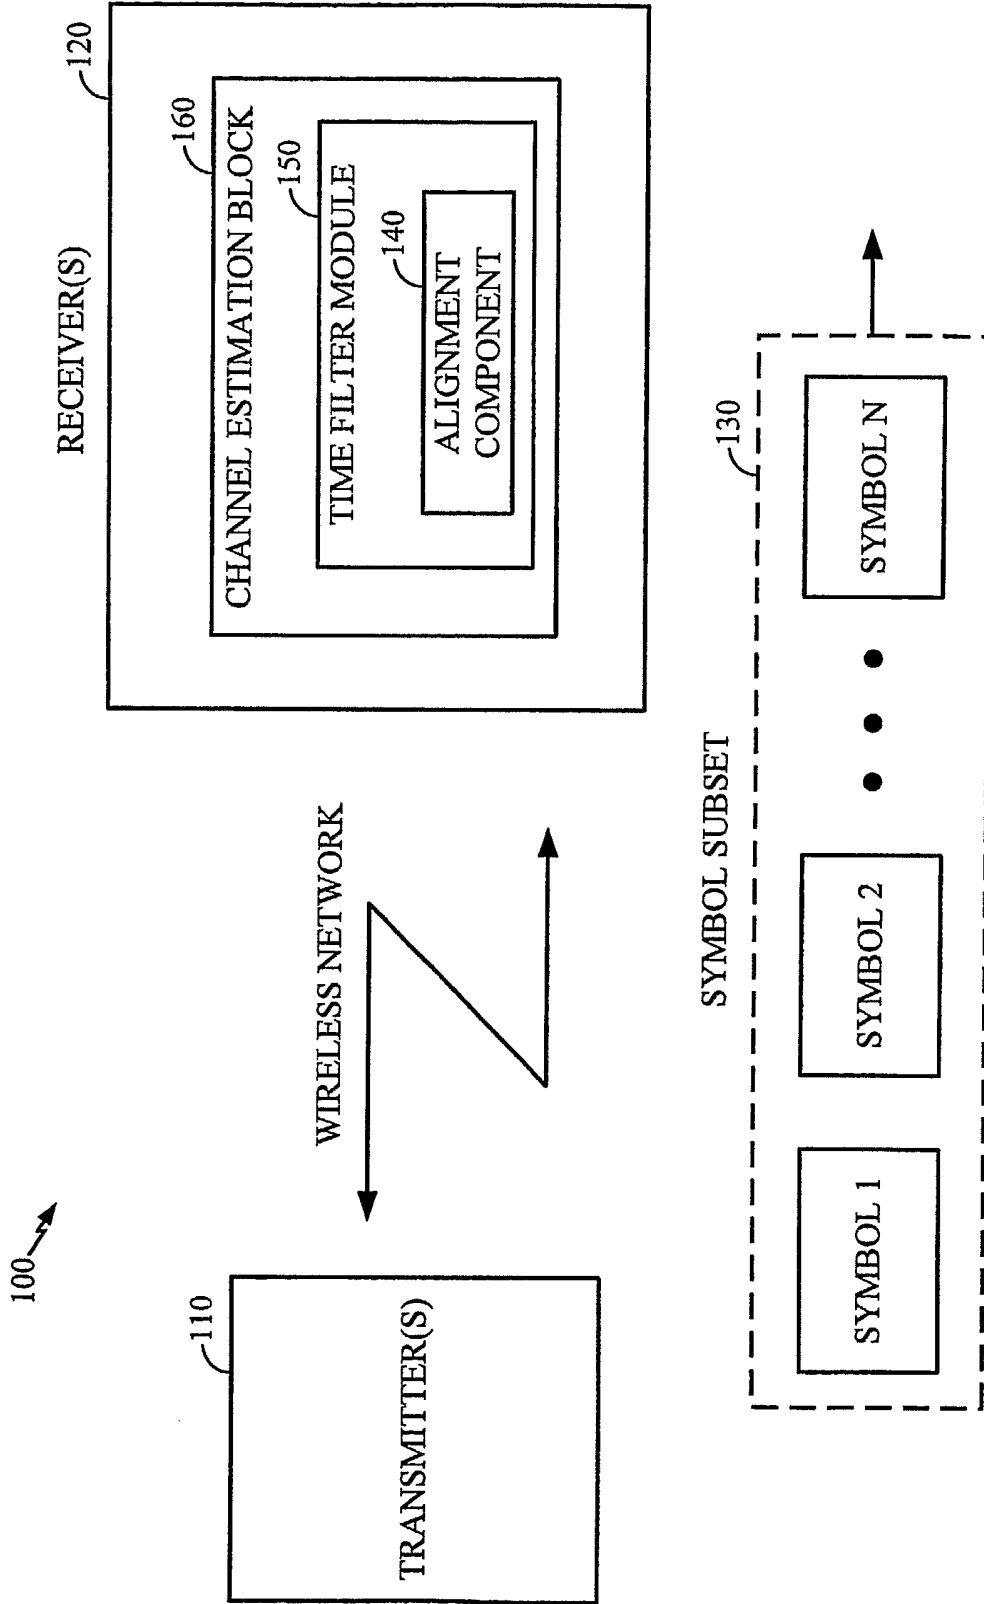 100
110
TRANSMITTER(S)
WIRELESS NETWORK
RECEIVER(S)
120
CHANNEL ESTIMATION BLOCK
160
TIME FILTER MODULE
150
ALIGNMENT
COMPONENT
140
SYMBOL SUBSET
130
SYMBOL 1
SYMBOL 2
SYMBOL N